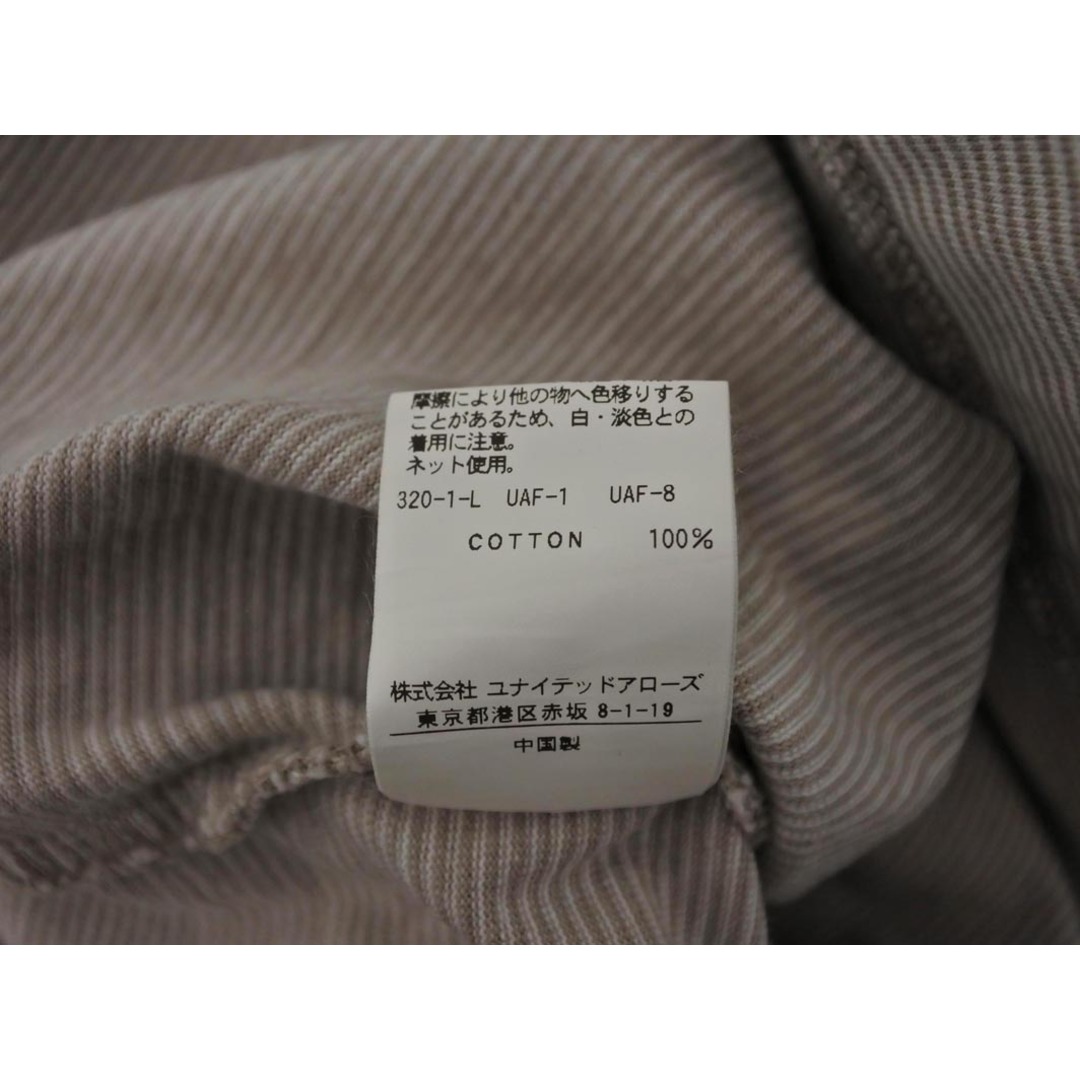 摩擦により他の物へ色移りする
ことがあるため、白・淡色との
着用に注意。
ネット使用。
320-1-L UAF-1 UAF-8
COTTON 100%
株式会社 ユナイテッドアローズ
東京都港区赤坂 8-1-19
中国製